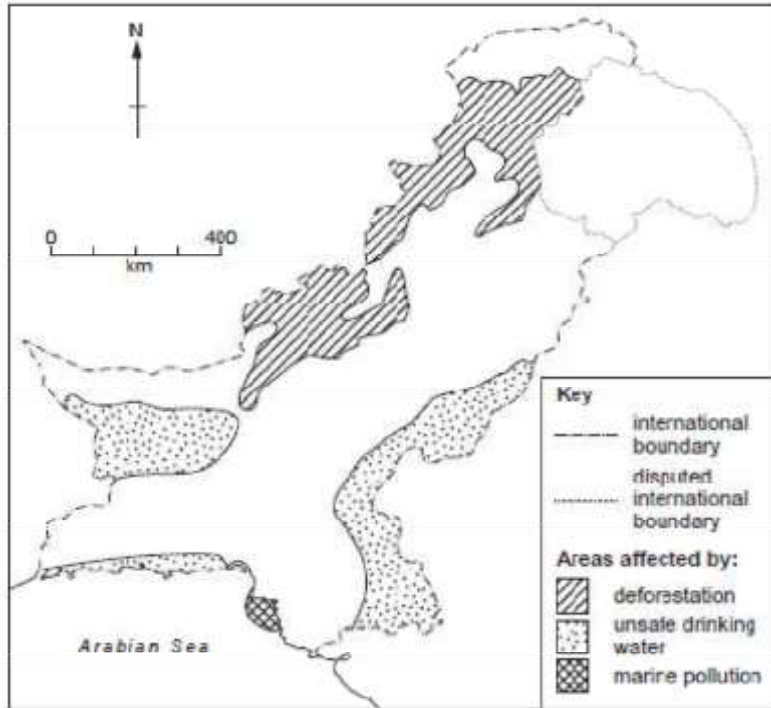 N
0 400
km
Key
international
boundary
disputed
international
boundary
Areas affected by:
deforestation
unsafe drinking
water
marine pollution
Arabian Sea